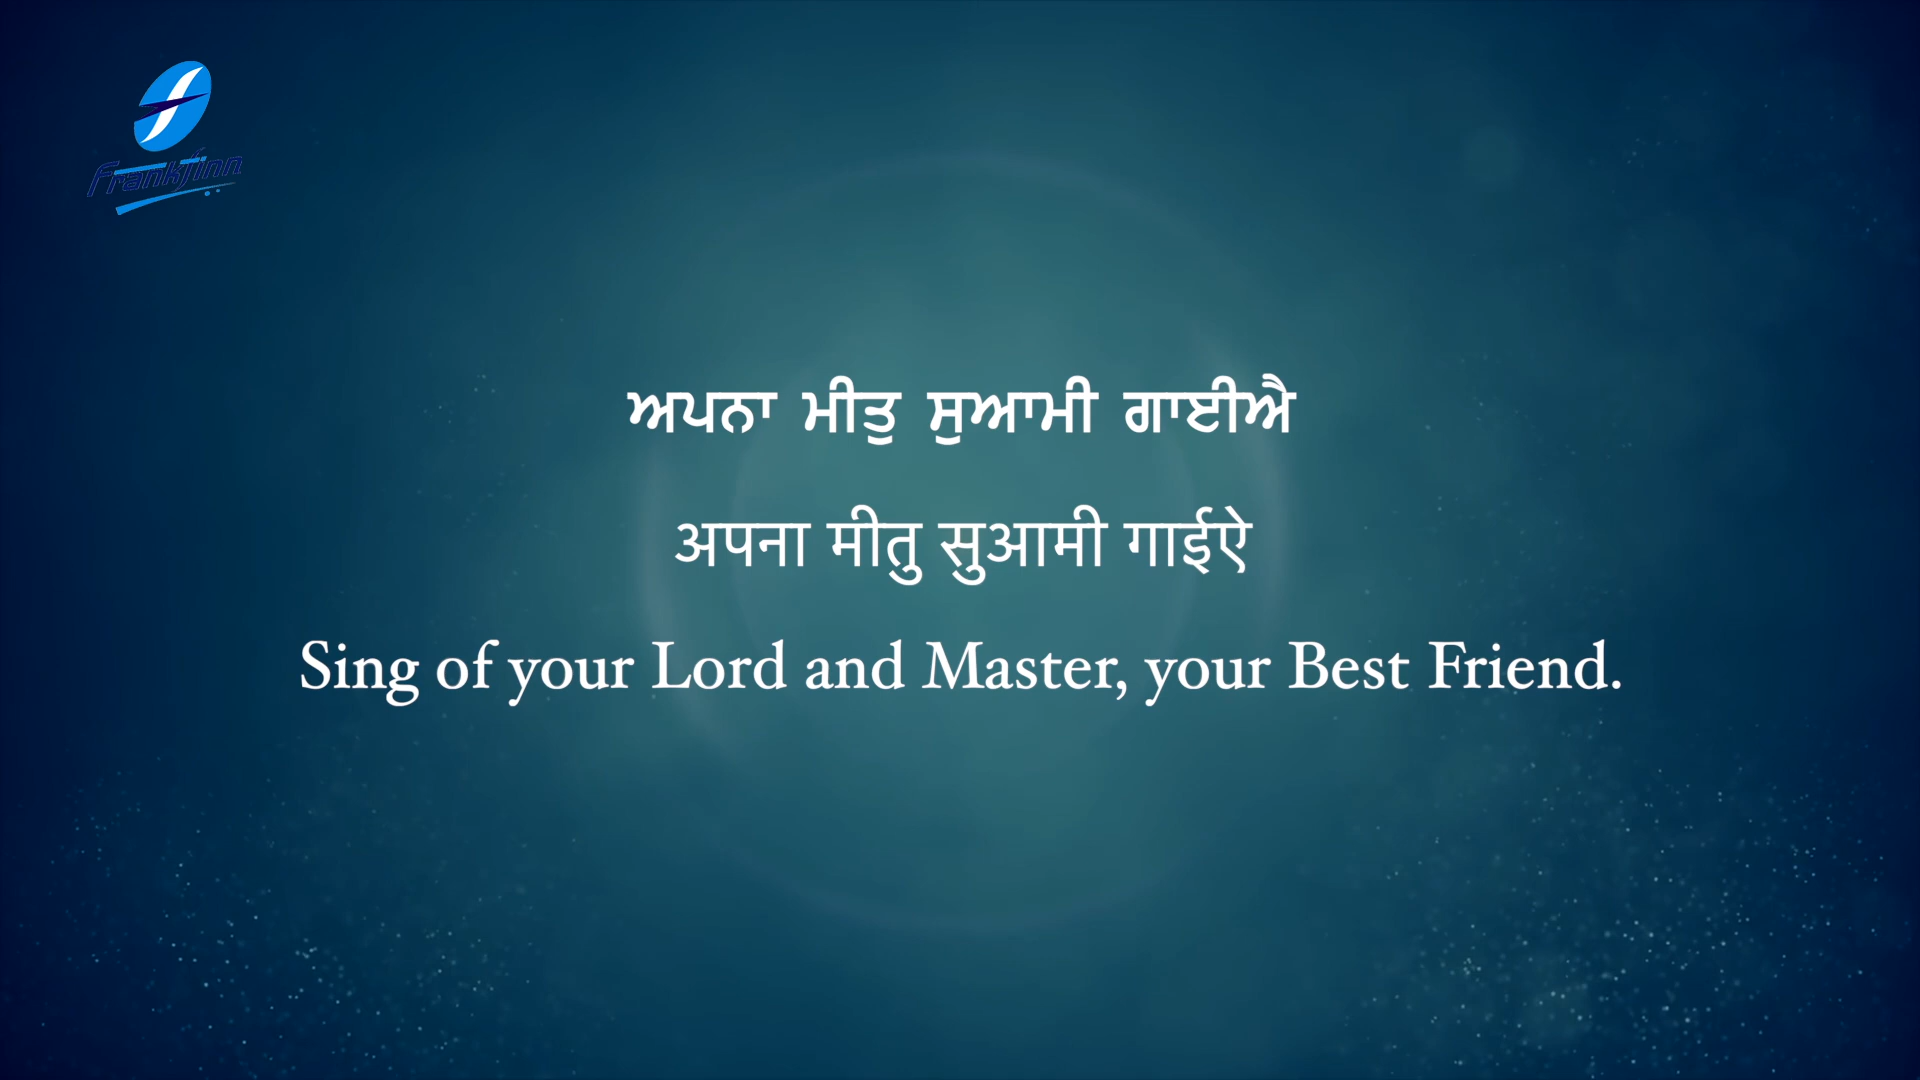 Frankfinn
ਅਪਨਾ ਮੀਤੁ ਸੁਆਮੀ ਗਾਈਐ
अपना मीतु सुआमी गाईऐ
Sing of your Lord and Master, your Best Friend.